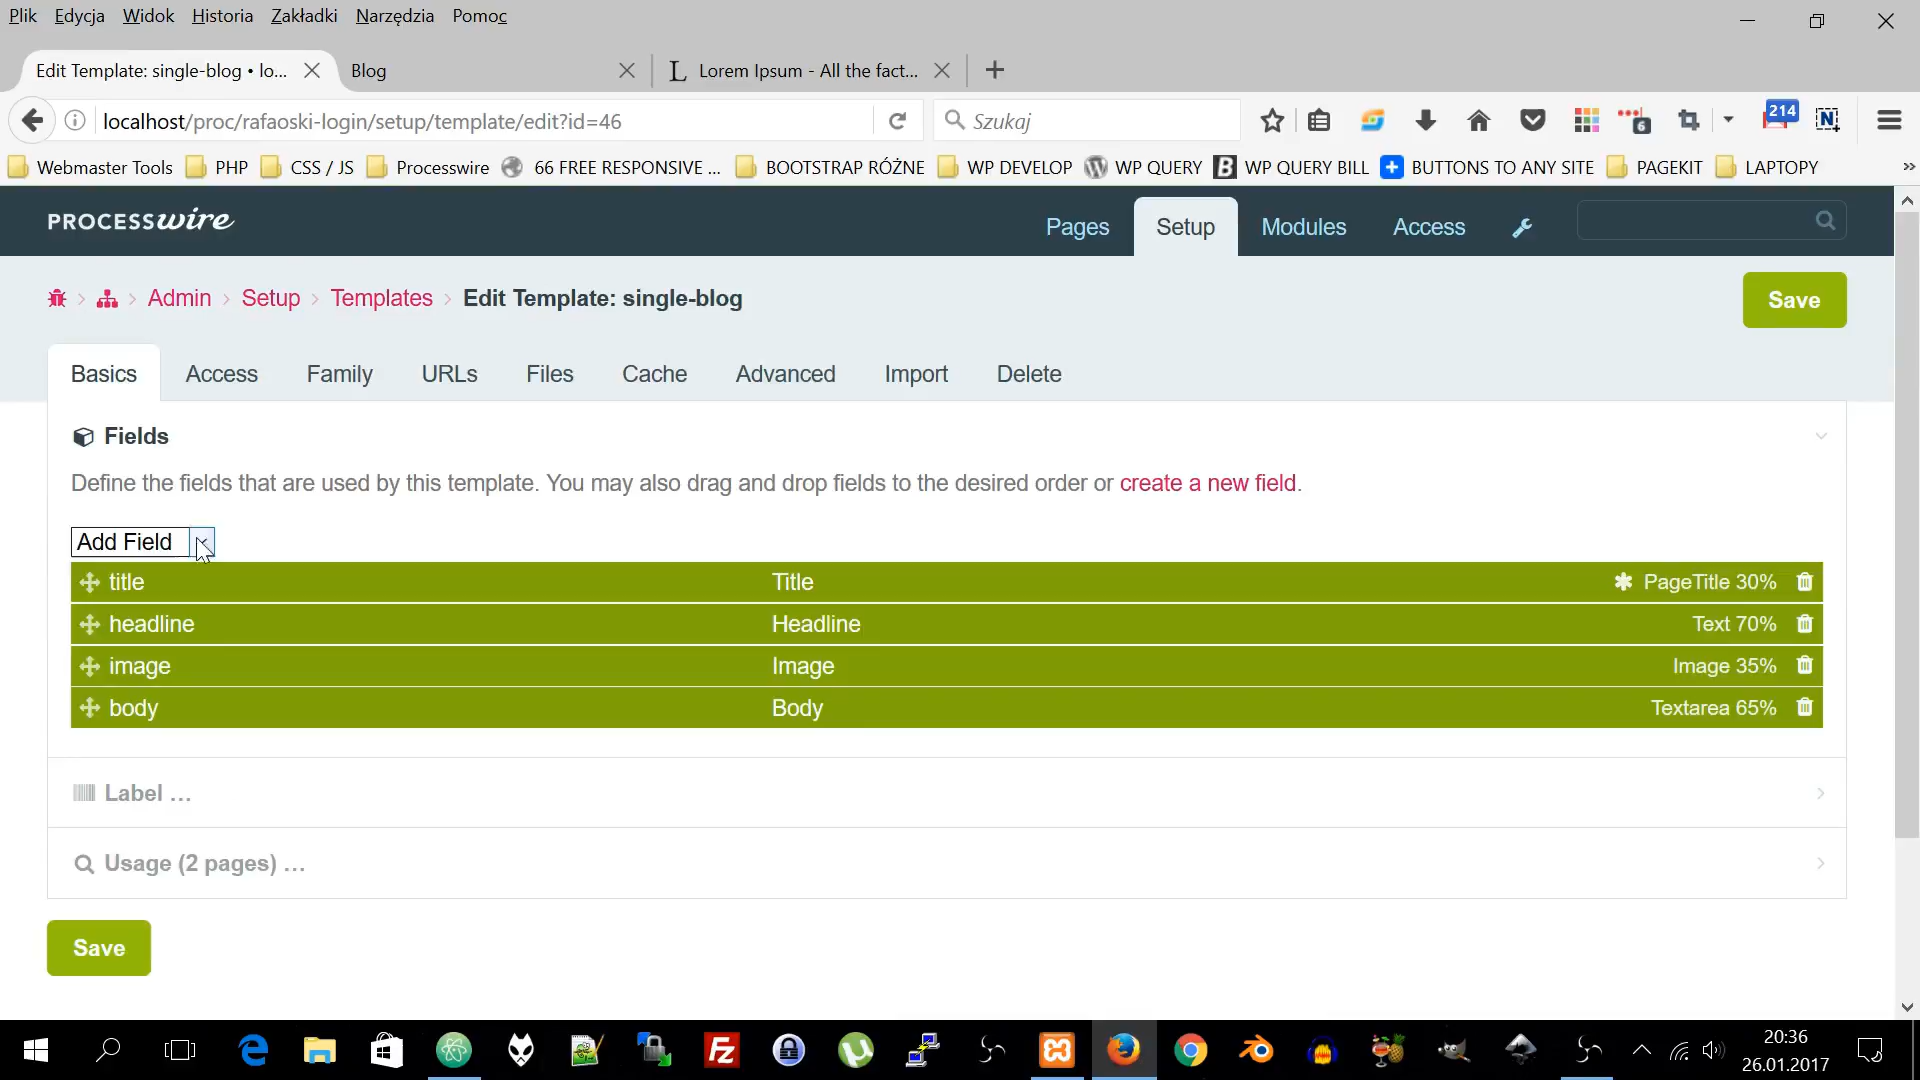 Plik Edycja Widok Historia Zakładki Narzędzia Pomoc
Edit Template: single-blog • lo... Blog Lorem Ipsum - All the fact...
localhost/proc/rafaoski-login/setup/template/edit?id=46 Szukaj 6 214 N
Webmaster Tools PHP CSS / JS Processwire 66 FREE RESPONSIVE ... BOOTSTRAP RÓŻNE WP DEVELOP WP QUERY B WP QUERY BILL BUTTONS TO ANY SITE PAGEKIT LAPTOPY
PROCESSwire Pages Setup Modules Access
Admin Setup Templates Edit Template: single-blog Save
Basics Access Family URLs Files Cache Advanced Import Delete
Fields
Define the fields that are used by this template. You may also drag and drop fields to the desired order or create a new field.
Add Field
title Title PageTitle 30%
headline Headline Text 70%
image Image Image 35%
body Body Textarea 65%
Label …
Usage (2 pages) …
Save
20:36
26.01.2017